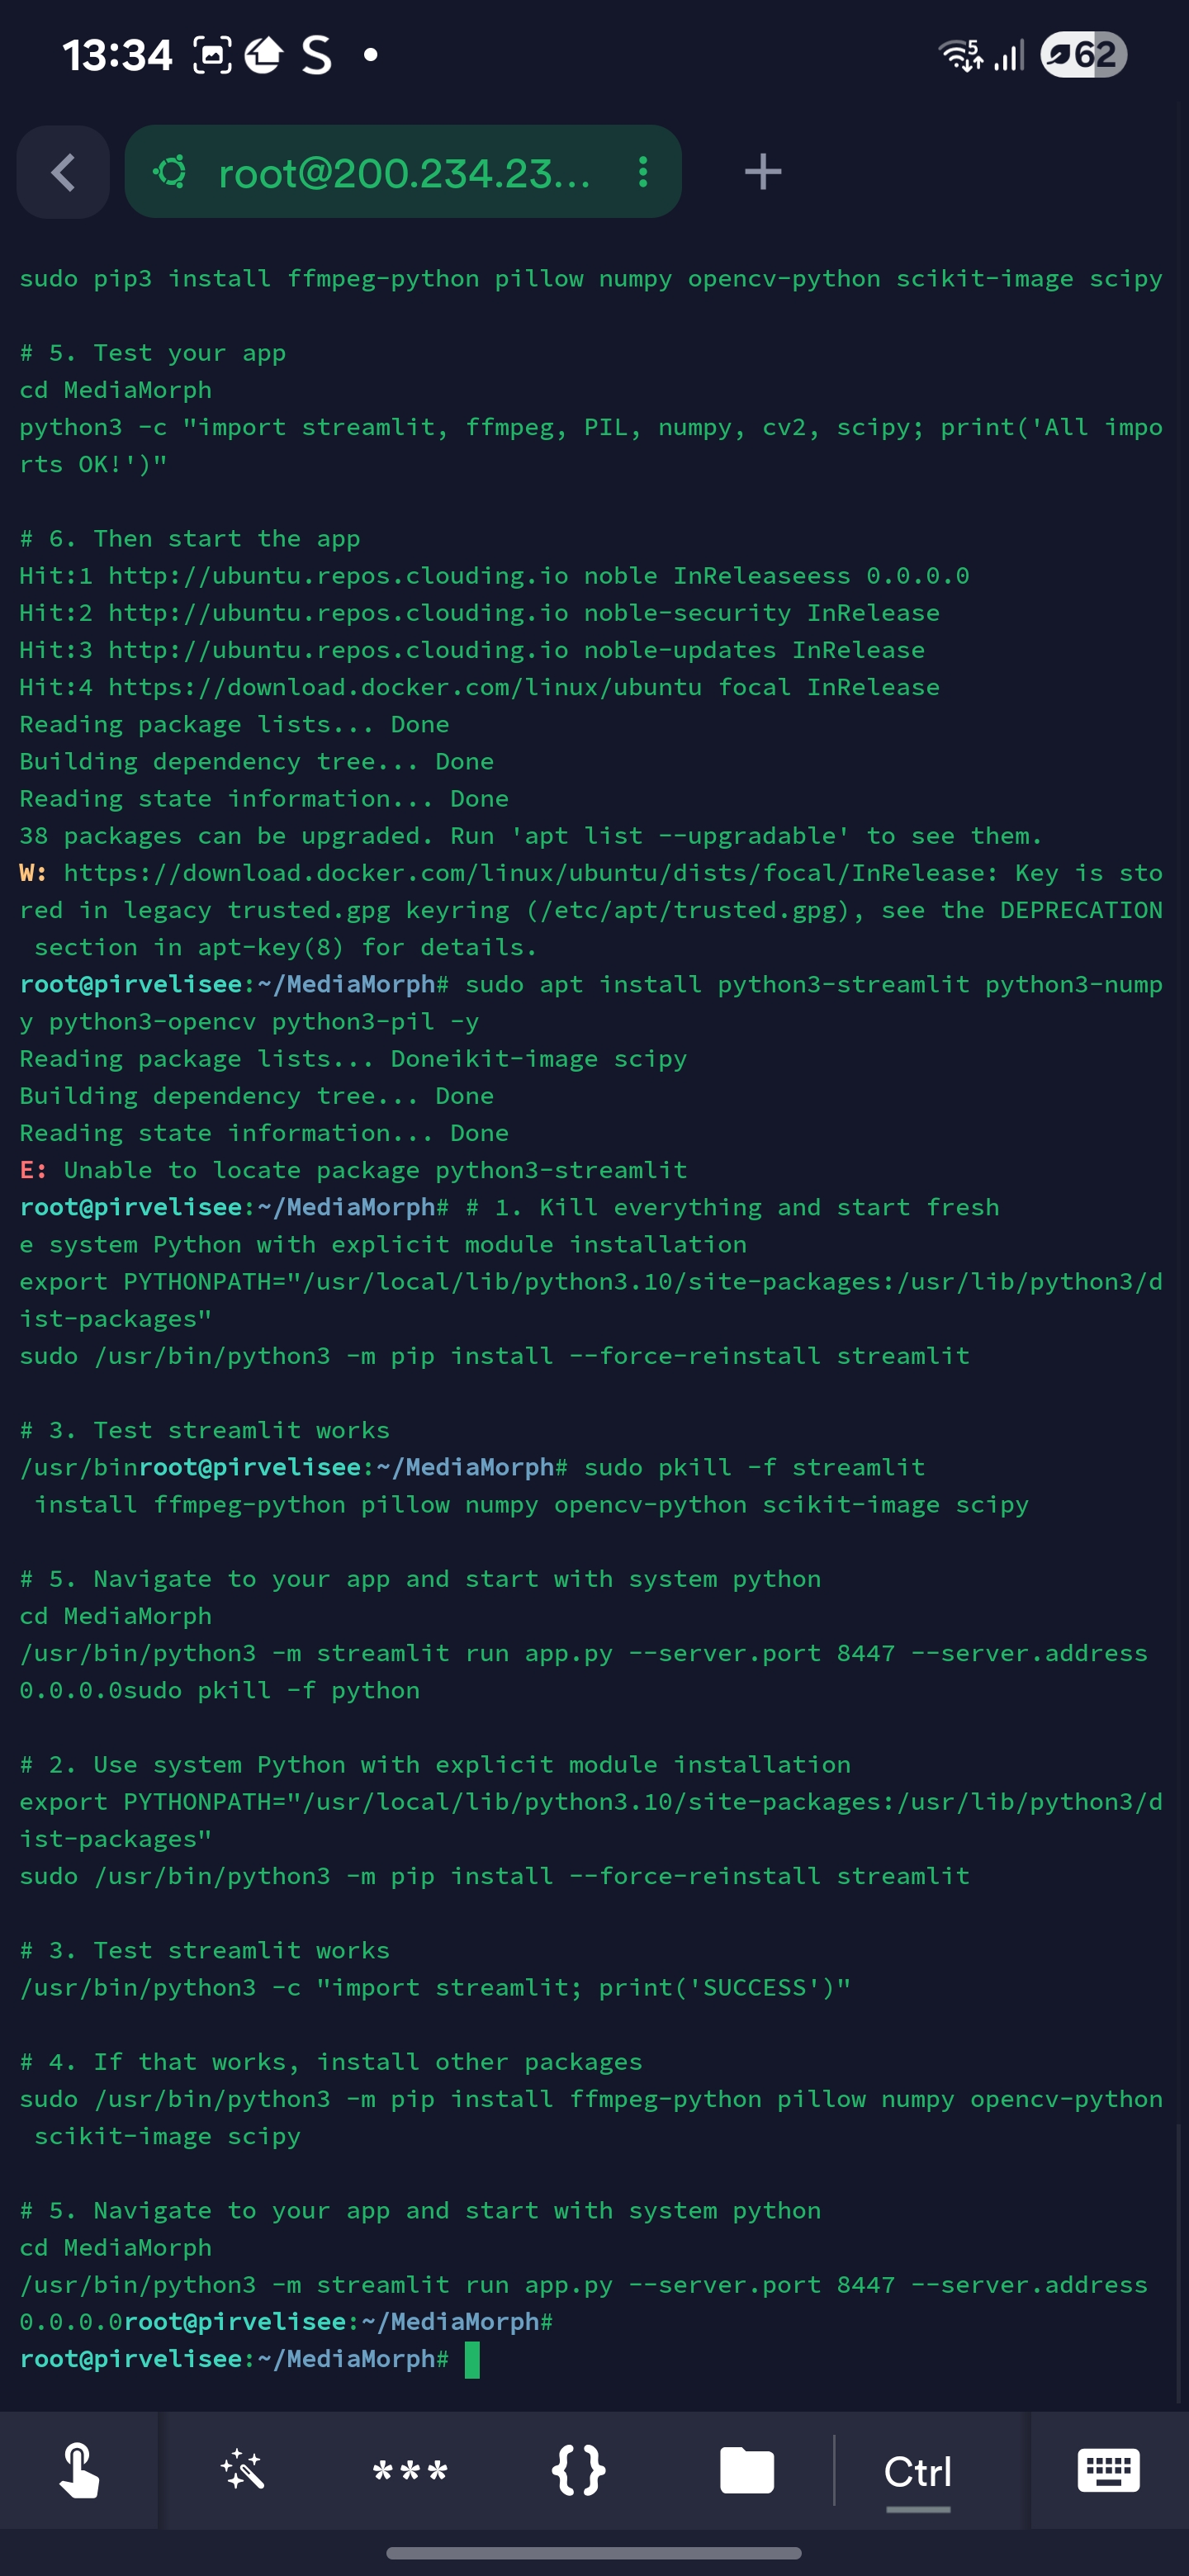 13:34
S
5
62
root@200.234.23...
sudo pip3 install ffmpeg-python pillow numpy opencv-python scikit-image scipy
# 5. Test your app
cd MediaMorph
python3 -c "import streamlit, ffmpeg, PIL, numpy, cv2, scipy; print('All impo
rts OK!')"
# 6. Then start the app
Hit:1 http://ubuntu.repos.clouding.io noble InReleaseess 0.0.0.0
Hit:2 http://ubuntu.repos.clouding.io noble-security InRelease
Hit:3 http://ubuntu.repos.clouding.io noble-updates InRelease
Hit:4 https://download.docker.com/linux/ubuntu focal InRelease
Reading package lists... Done
Building dependency tree... Done
Reading state information... Done
38 packages can be upgraded. Run 'apt list --upgradable' to see them.
W: https://download.docker.com/linux/ubuntu/dists/focal/InRelease: Key is sto
red in legacy trusted.gpg keyring (/etc/apt/trusted.gpg), see the DEPRECATION
section in apt-key(8) for details.
root@pirvelisee:~/MediaMorph# sudo apt install python3-streamlit python3-nump
y python3-opencv python3-pil -y
Reading package lists... Doneikit-image scipy
Building dependency tree... Done
Reading state information... Done
E: Unable to locate package python3-streamlit
root@pirvelisee:~/MediaMorph# # 1. Kill everything and start fresh
e system Python with explicit module installation
export PYTHONPATH="/usr/local/lib/python3.10/site-packages:/usr/lib/python3/d
ist-packages"
sudo /usr/bin/python3 -m pip install --force-reinstall streamlit
# 3. Test streamlit works
/usr/binroot@pirvelisee:~/MediaMorph# sudo pkill -f streamlit
install ffmpeg-python pillow numpy opencv-python scikit-image scipy
# 5. Navigate to your app and start with system python
cd MediaMorph
/usr/bin/python3 -m streamlit run app.py --server.port 8447 --server.address
0.0.0.0sudo pkill -f python
# 2. Use system Python with explicit module installation
export PYTHONPATH="/usr/local/lib/python3.10/site-packages:/usr/lib/python3/d
ist-packages"
sudo /usr/bin/python3 -m pip install --force-reinstall streamlit
# 3. Test streamlit works
/usr/bin/python3 -c "import streamlit; print('SUCCESS')"
# 4. If that works, install other packages
sudo /usr/bin/python3 -m pip install ffmpeg-python pillow numpy opencv-python
scikit-image scipy
# 5. Navigate to your app and start with system python
cd MediaMorph
/usr/bin/python3 -m streamlit run app.py --server.port 8447 --server.address
0.0.0.0root@pirvelisee:~/MediaMorph#
root@pirvelisee:~/MediaMorph#
*** {} Ctrl